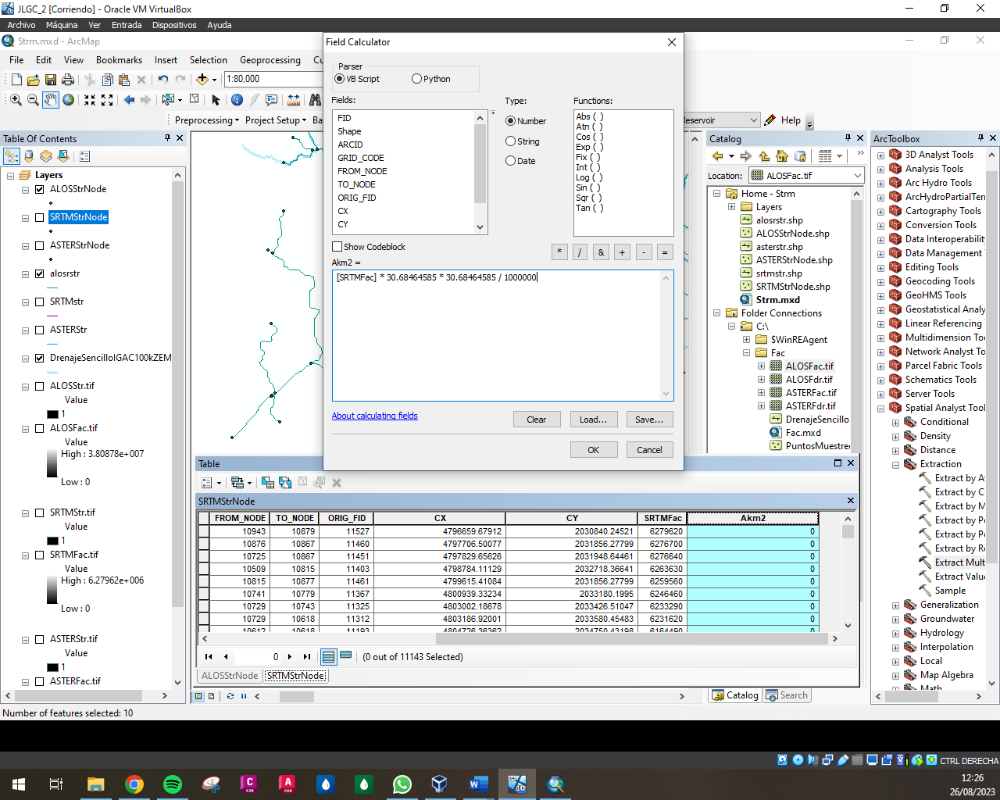 JLGC_2 [Corriendo] - Oracle VM VirtualBox
Archivo Máquina Ver Entrada Dispositivos Ayuda
Strm.mxd - ArcMap
File Edit View Bookmarks Insert Selection Geoprocessing Cu
1:80,000
Preprocessing Project Setup Ba
Reservoir
Help
Table Of Contents
Layers
ALOSStrNode
SRTMStrNode
ASTERStrNode
alosrstr
SRTMstr
ASTERStr
DrenajeSencilloIGAC100kZEM
ALOSStr.tif
Value
1
ALOSFac.tif
Value
High : 3.80878e+007
Low : 0
SRTMStr.tif
Value
1
SRTMFac.tif
Value
High : 6.27962e+006
Low : 0
ASTERStr.tif
Value
1
ASTERFac.tif
Field Calculator
Parser
VB Script
Python
Fields:
FID
Shape
ARCID
GRID_CODE
FROM_NODE
TO_NODE
ORIG_FID
CX
CY
Type:
Number
String
Date
Functions:
Abs ( )
Atn ( )
Cos ( )
Exp ( )
Fix ( )
Int ( )
Log ( )
Sin ( )
Sqr ( )
Tan ( )
Show Codeblock
* / & + - =
Akm2 =
[SRTMFac] * 30.68464585 * 30.68464585 / 1000000
About calculating fields
Clear
Load...
Save...
OK
Cancel
Table
SRTMStrNode
FROM_NODE TO_NODE ORIG_FID CX CY SRTMFac Akm2
10943 10879 11527 4796659.67912 2030840.24521 6279620 0
10876 10867 11460 4797706.50077 2031856.27799 6276700 0
10725 10867 11451 4797829.65626 2031948.64461 6276640 0
10509 10815 11403 4798784.11129 2032718.36641 6263630 0
10815 10877 11461 4799615.41084 2031856.27799 6259560 0
10741 10779 11367 4800939.33234 2033180.1995 6246460 0
10729 10743 11325 4803002.18678 2033426.51047 6233290 0
10729 10618 11312 4803186.92001 2033580.45483 6231620 0
10612 10618 11193 4804726.36362 2034750.43198 6164490 0
0
(0 out of 11143 Selected)
ALOSStrNode
SRTMStrNode
Catalog
Location:
ALOSFac.tif
Home - Strm
Layers
alosrstr.shp
ALOSStrNode.shp
asterstr.shp
ASTERStrNode.shp
srtmstr.shp
SRTMStrNode.shp
Strm.mxd
Folder Connections
C:\
$WinREAgent
Fac
ALOSFac.tif
ALOSFdr.tif
ASTERFac.tif
ASTERFdr.tif
DrenajeSencillo
Fac.mxd
PuntosMuestre
Catalog
Search
ArcToolbox
3D Analyst Tools
Analysis Tools
Arc Hydro Tools
ArcHydroPartialTerr
Cartography Tools
Conversion Tools
Data Interoperability
Data Management T
Editing Tools
Geocoding Tools
GeoHMS Tools
Geostatistical Analy
Linear Referencing
Multidimension Too
Network Analyst To
Parcel Fabric Tools
Schematics Tools
Server Tools
Spatial Analyst Tool
Conditional
Density
Distance
Extraction
Extract by A
Extract by C
Extract by M
Extract by P
Extract by P
Extract by R
Extract Mult
Extract Value
Sample
Generalization
Groundwater
Hydrology
Interpolation
Local
Map Algebra
Math
Number of features selected: 10
CTRL DERECHA
12:26
26/08/2023